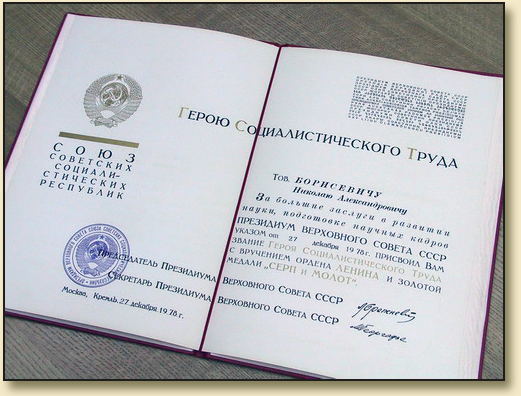 СОЮЗ
СОВЕТСКИХ
СОЦИАЛИ-
СТИЧЕСКИХ
РЕСПУБЛИК
ГЕРОЮ СОЦИАЛИСТИЧЕСКОГО ТРУДА
ТОВ. БОРИСЕВИЧУ
Николаю Александровичу
За большие заслуги в развитии
науки, подготовке научных кадров
ПРЕЗИДИУМ ВЕРХОВНОГО СОВЕТА СССР
УКАЗОМ от 27 декабря 1978г. ПРИСВОИЛ ВАМ
ЗВАНИЕ ГЕРОЯ СОЦИАЛИСТИЧЕСКОГО ТРУДА
С ВРУЧЕНИЕМ ОРДЕНА ЛЕНИНА И ЗОЛОТОЙ
МЕДАЛИ „СЕРП И МОЛОТ”.
ПРЕДСЕДАТЕЛЬ ПРЕЗИДИУМА ВЕРХОВНОГО СОВЕТА СССР
СЕКРЕТАРЬ ПРЕЗИДИУМА ВЕРХОВНОГО СОВЕТА СССР
Москва, Кремль, 27 декабря 1978 г.